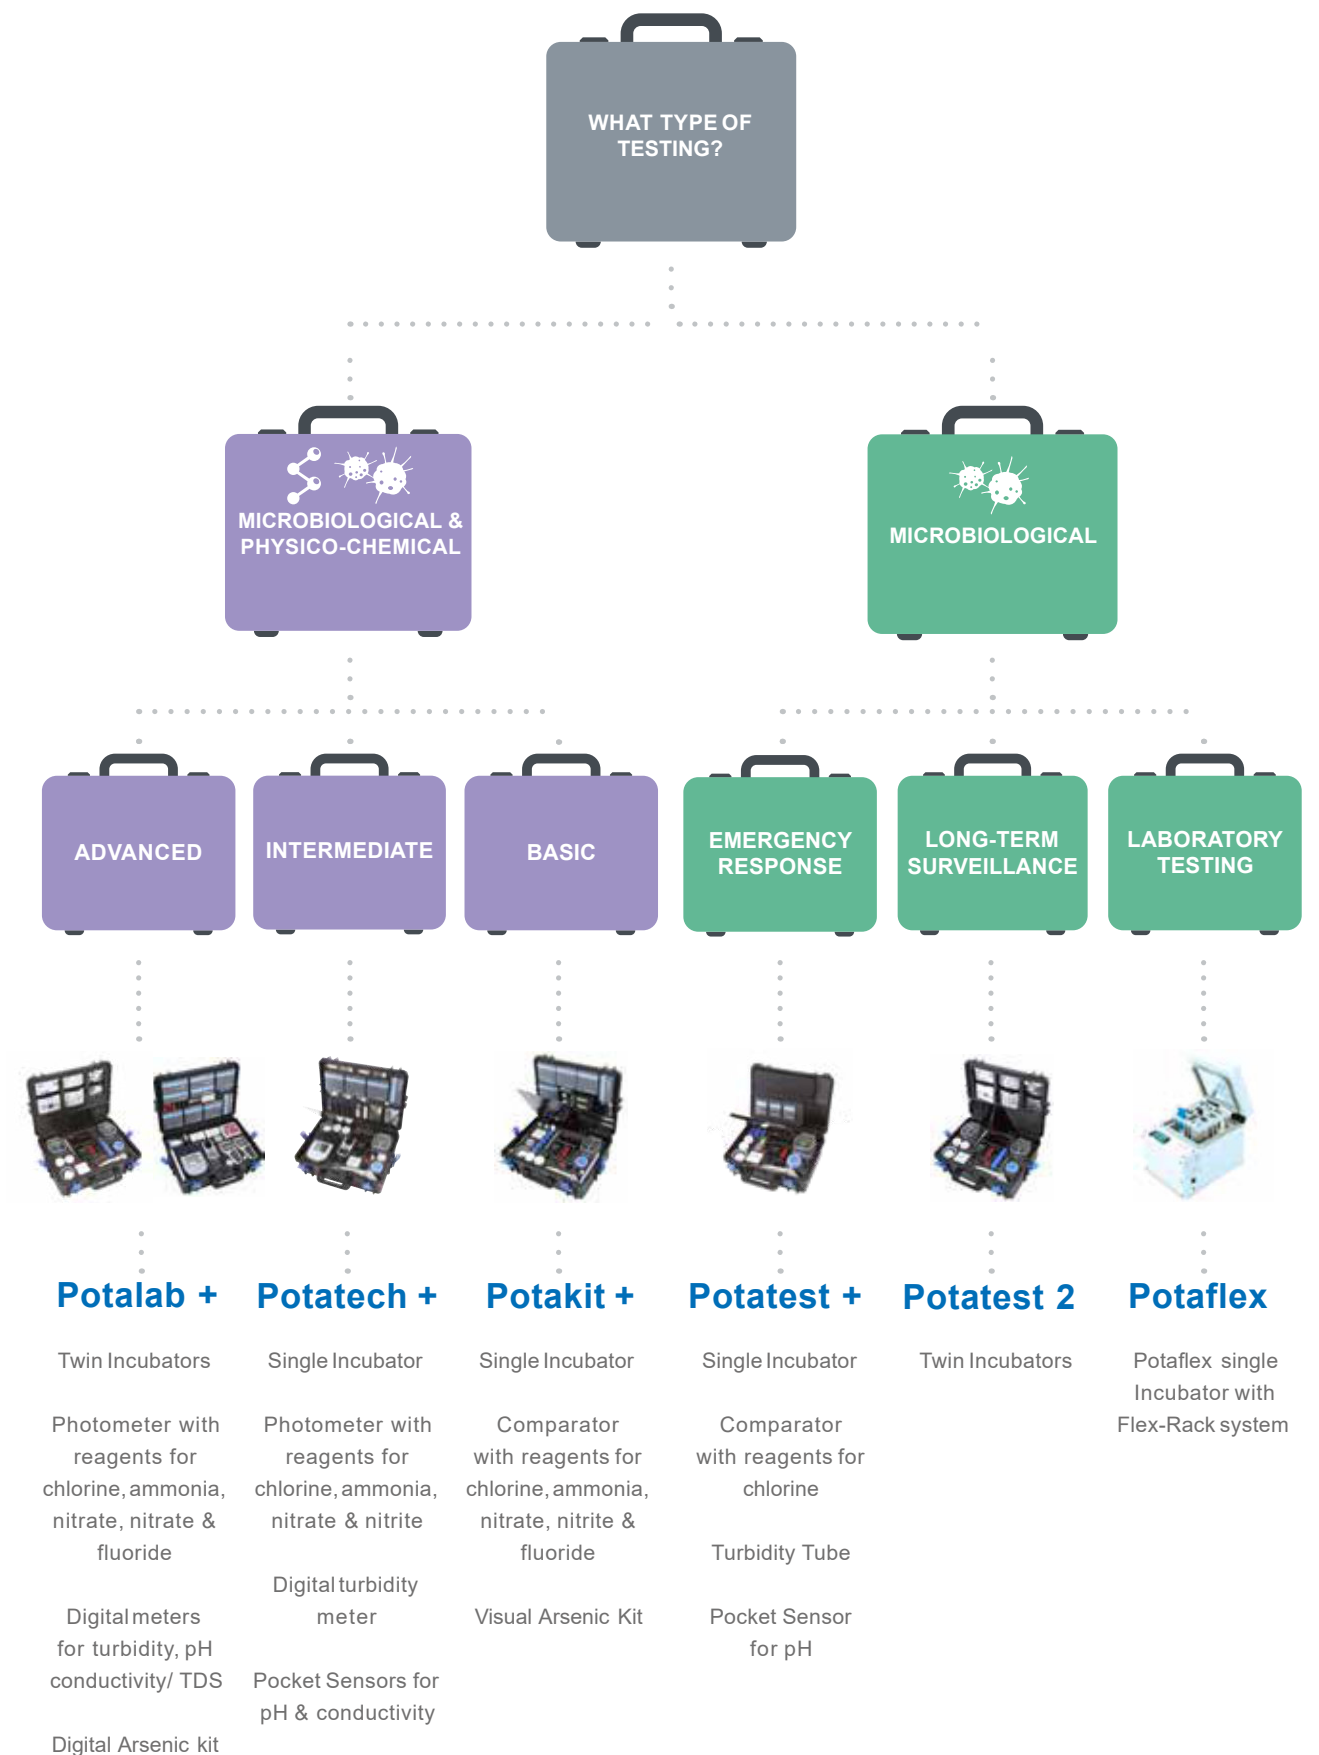 WHAT TYPE OF
TESTING?
MICROBIOLOGICAL &
PHYSICO-CHEMICAL
MICROBIOLOGICAL
ADVANCED
INTERMEDIATE
BASIC
EMERGENCY
RESPONSE
LONG-TERM
SURVEILLANCE
LABORATORY
TESTING
Potalab +
Twin Incubators
Photometer with
reagents for
chlorine, ammonia,
nitrate, nitrate &
fluoride
Digital meters
for turbidity, pH
conductivity/ TDS
Digital Arsenic kit
Potatech +
Single Incubator
Photometer with
reagents for
chlorine, ammonia,
nitrate & nitrite
Digital turbidity
meter
Pocket Sensors for
pH & conductivity
Potakit +
Single Incubator
Comparator
with reagents for
chlorine, ammonia,
nitrate, nitrite &
fluoride
Visual Arsenic Kit
Potatest +
Single Incubator
Comparator
with reagents for
chlorine
Turbidity Tube
Pocket Sensor
for pH
Potatest 2
Twin Incubators
Potaflex
Potaflex single
Incubator with
Flex-Rack system